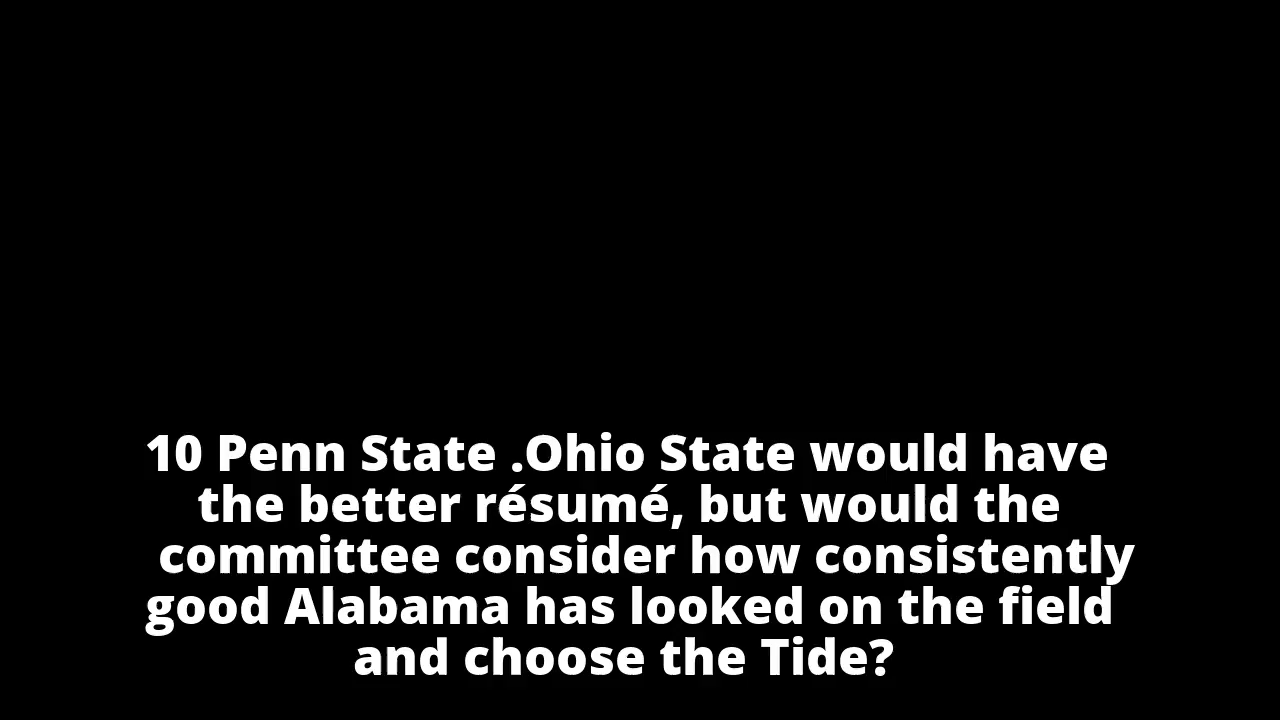 10 Penn State .Ohio State would have
the better résumé, but would the
committee consider how consistently
good Alabama has looked on the field
and choose the Tide?